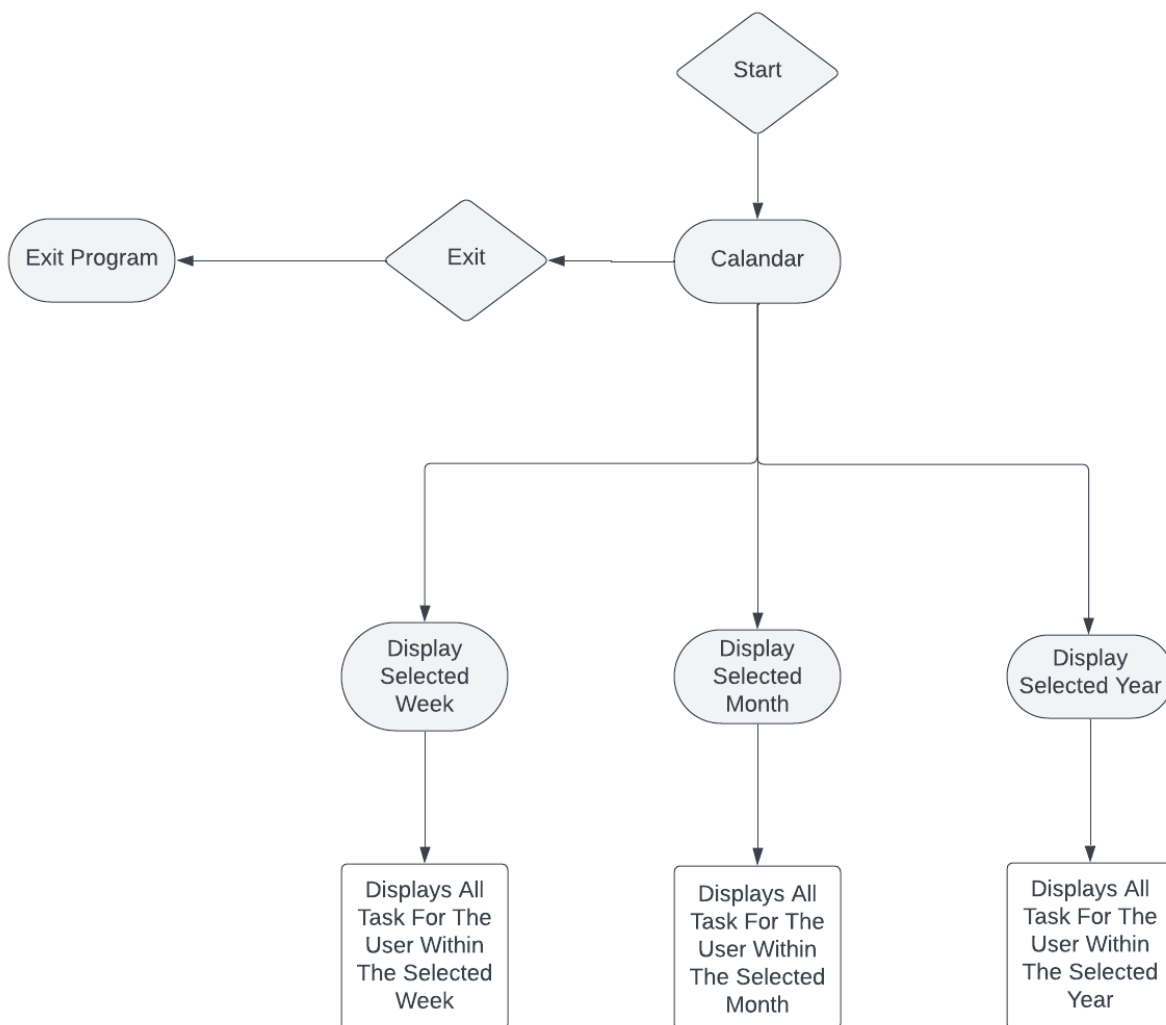 Start
Exit Program
Exit
Calandar
Display
Selected
Week
Display
Selected
Month
Display
Selected Year
Displays All
Task For The
User Within
The Selected
Week
Displays All
Task For The
User Within
The Selected
Month
Displays All
Task For The
User Within
The Selected
Year